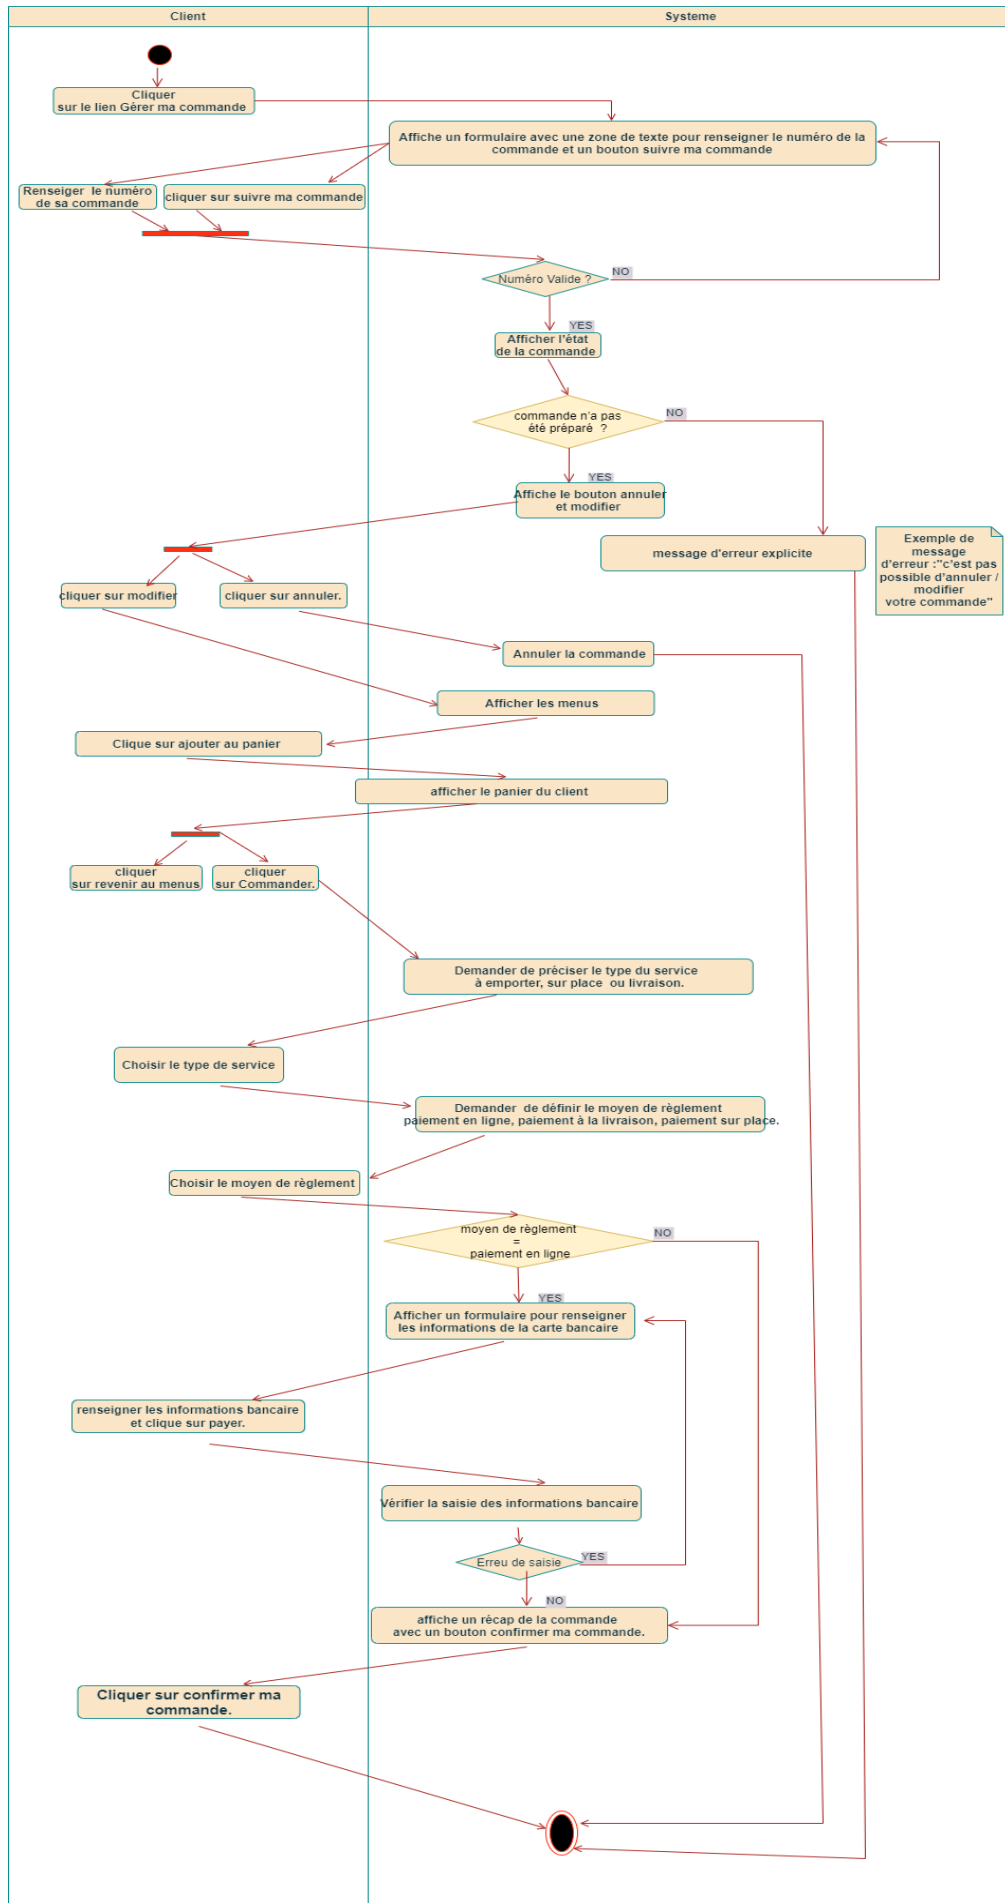 Client
Systeme
Cliquer
sur le lien Gérer ma commande
Affiche un formulaire avec une zone de texte pour renseigner le numéro de la
commande et un bouton suivre ma commande
Renseiger le numéro
de sa commande
cliquer sur suivre ma commande
Numéro Valide ?
NO
YES
Afficher l'état
de la commande
commande n'a pas
été préparé ?
NO
YES
Affiche le bouton annuler
et modifier
message d'erreur explicite
Exemple de
message
d'erreur :"c'est pas
possible d'annuler /
modifier
votre commande"
cliquer sur modifier
cliquer sur annuler.
Annuler la commande
Afficher les menus
Clique sur ajouter au panier
afficher le panier du client
cliquer
sur revenir au menus
cliquer
sur Commander.
Demander de préciser le type du service
à emporter, sur place ou livraison.
Choisir le type de service
Demander de définir le moyen de règlement
paiement en ligne, paiement à la livraison, paiement sur place.
Choisir le moyen de règlement
moyen de règlement
=
paiement en ligne
NO
YES
Afficher un formulaire pour renseigner
les informations de la carte bancaire
renseigner les informations bancaire
et clique sur payer.
Vérifier la saisie des informations bancaire
Erreu de saisie
YES
NO
affiche un récap de la commande
avec un bouton confirmer ma commande.
Cliquer sur confirmer ma
commande.